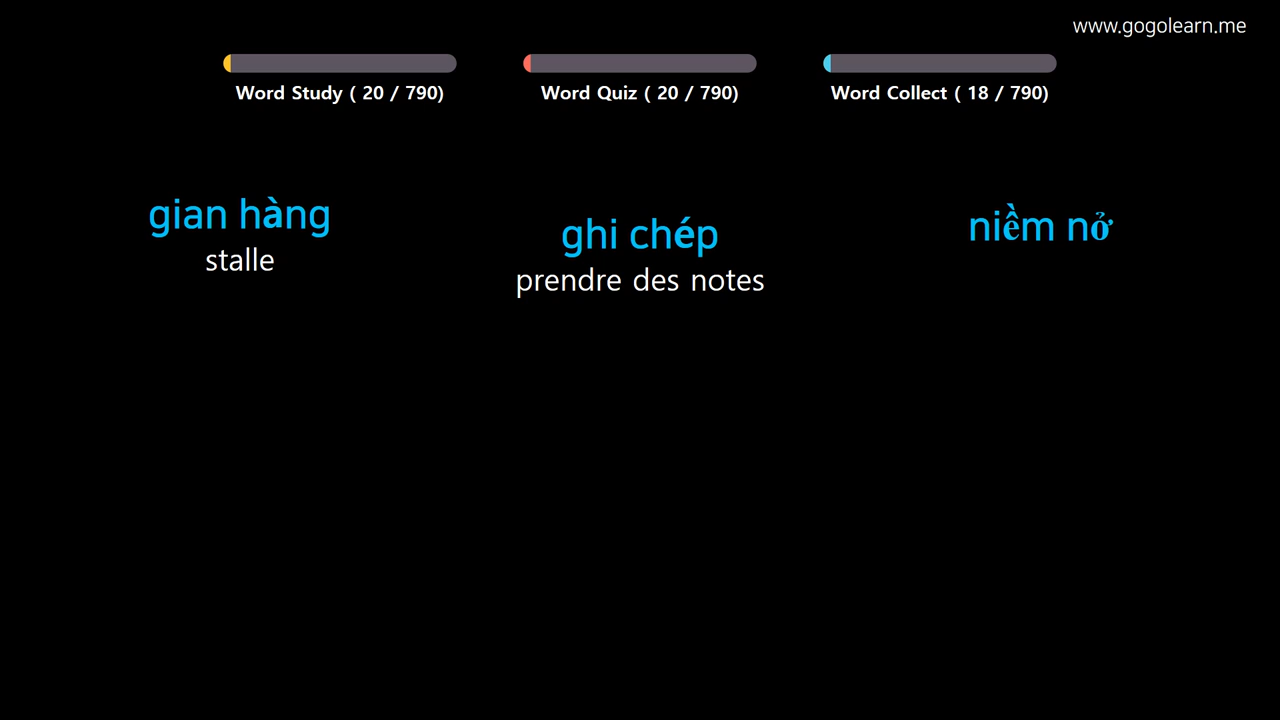 www.gogolearn.me
Word Study ( 20 / 790)
Word Quiz ( 20 / 790)
Word Collect ( 18 / 790)
gian hàng
stalle
ghi chép
prendre des notes
niềm nở